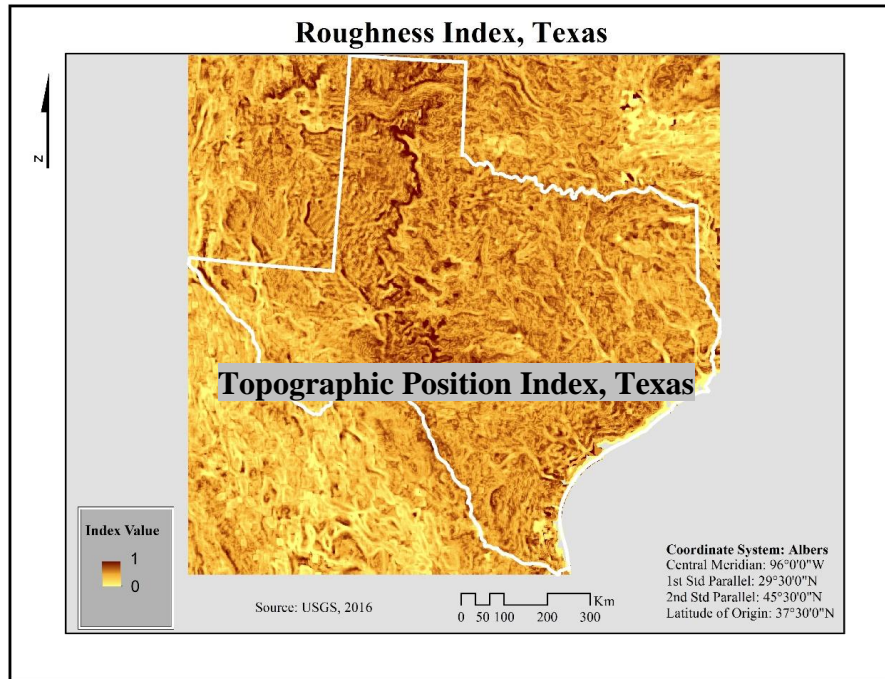 Roughness Index, Texas
N
Topographic Position Index, Texas
Index Value
1
0
Source: USGS, 2016
Km
0 50 100 200 300
Coordinate System: Albers
Central Meridian: 96°0'0"W
1st Std Parallel: 29°30'0"N
2nd Std Parallel: 45°30'0"N
Latitude of Origin: 37°30'0"N